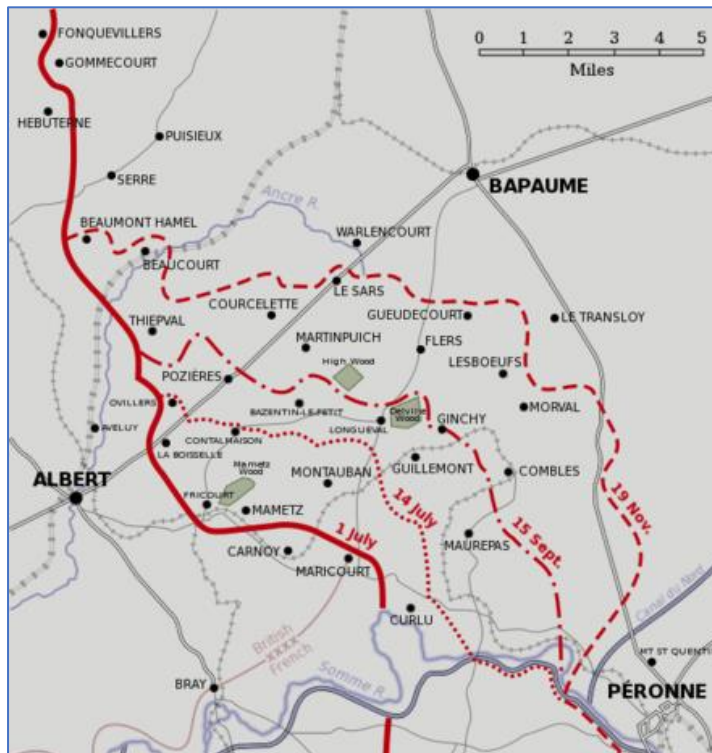 FONQUEVILLERS
GOMMECOURT
0 1 2 3 4 5
Miles
HEBUTERNE
PUISIEUX
SERRE
BAPAUME
Ancre R.
BEAUMONT HAMEL
WARLENCOURT
BEAUCOURT
LE SARS
COURCELETTE
GUEUDECOURT
LE TRANSLOY
THIEPVAL
MARTINPUICH
FLERS
High Wood
LESBOEUFS
POZIÈRES
OVILLERS
BAZENTIN-LE-PETIT
Delville
Wood
MORVAL
AVELUY
CONTALMAISON
LONGUEVAL
GINCHY
LA BOISSELLE
Mametz
Wood
MONTAUBAN
GUILLEMONT
COMBLES
ALBERT
FRICOURT
MAMETZ
14 July
19 Nov.
1 July
15 Sept.
CARNOY
MAUREPAS
MARICOURT
CURLU
Canal du Nord
British
XXXX
French
MT ST QUENTIN
Somme R.
BRAY
PÉRONNE